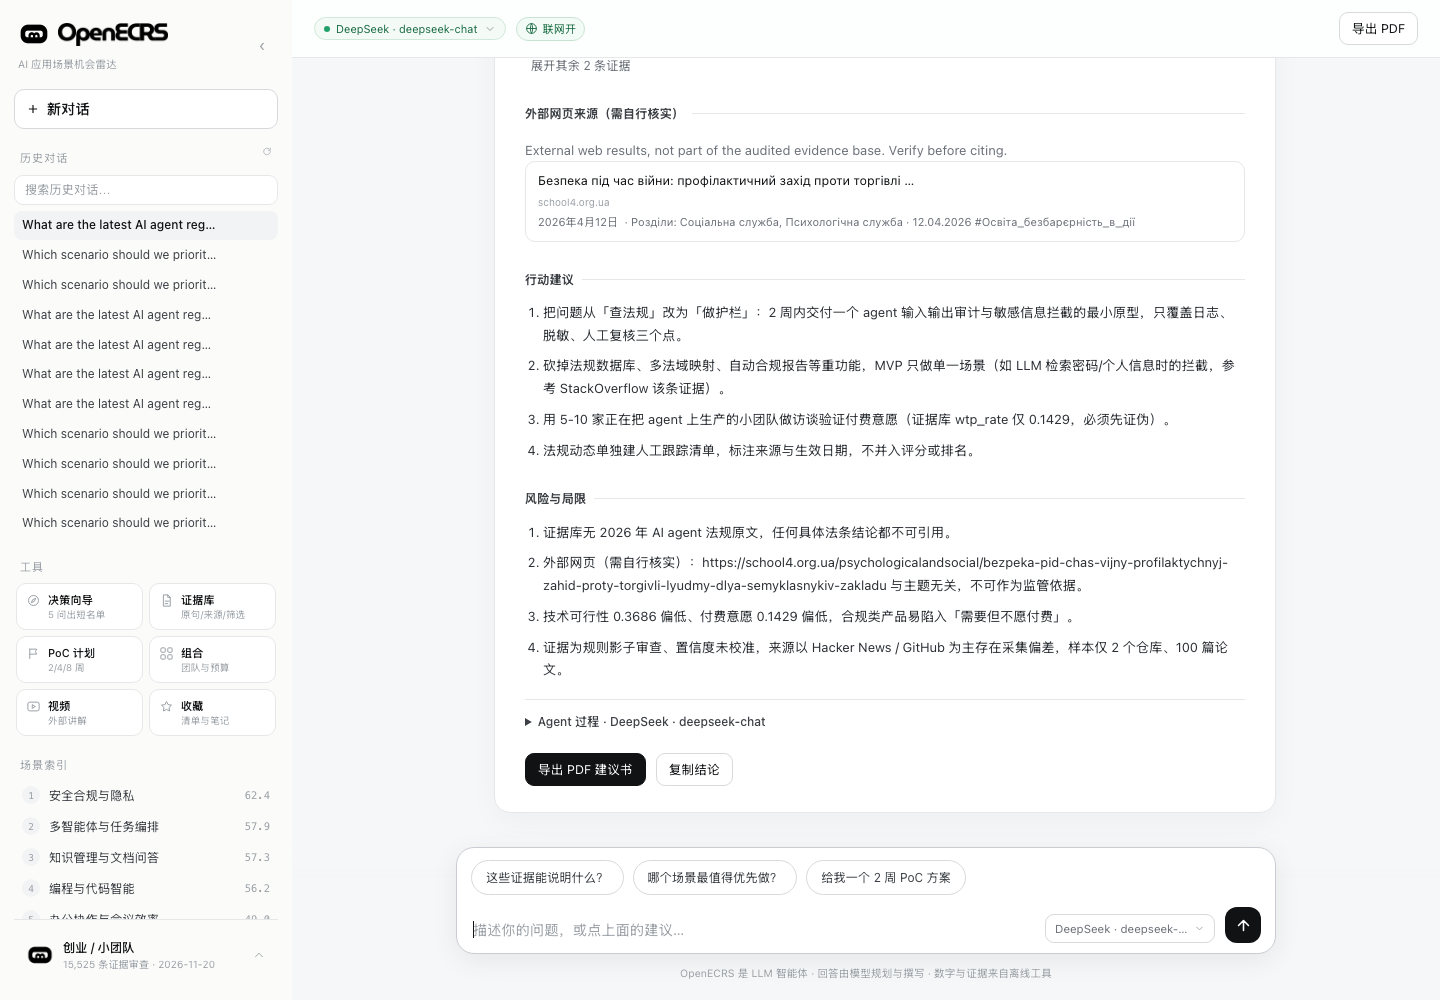 OpenECRS
AI 应用场景机会雷达
+ 新对话
历史对话
搜索历史对话…
What are the latest AI agent reg...
Which scenario should we priorit...
Which scenario should we priorit...
What are the latest AI agent reg...
What are the latest AI agent reg...
What are the latest AI agent reg...
What are the latest AI agent reg...
Which scenario should we priorit...
Which scenario should we priorit...
Which scenario should we priorit...
Which scenario should we priorit...
工具
决策向导
5 问出短名单
证据库
原句/来源/筛选
PoC 计划
2/4/8 周
组合
团队与预算
视频
外部讲解
收藏
清单与笔记
场景索引
1 安全合规与隐私 62.4
2 多智能体与任务编排 57.9
3 知识管理与文档问答 57.3
4 编程与代码智能 56.2
5 办公协作与会议效率 49.0
创业 / 小团队
15,525 条证据审查 · 2026-11-20
DeepSeek · deepseek-chat
联网开
导出 PDF
展开其余 2 条证据
外部网页来源（需自行核实）
External web results, not part of the audited evidence base. Verify before citing.
Безпека під час війни: профілактичний захід проти торгівлі ...
school4.org.ua
2026年4月12日 · Розділи: Соціальна служба, Психологічна служба · 12.04.2026 #Освіта_безбарєрність_в_дії
行动建议
1. 把问题从「查法规」改为「做护栏」：2 周内交付一个 agent 输入输出审计与敏感信息拦截的最小原型，只覆盖日志、
脱敏、人工复核三个点。
2. 砍掉法规数据库、多法域映射、自动合规报告等重功能，MVP 只做单一场景（如 LLM 检索密码/个人信息时的拦截，参
考 StackOverflow 该条证据）。
3. 用 5-10 家正在把 agent 上生产的小团队做访谈验证付费意愿（证据库 wtp_rate 仅 0.1429，必须先证伪）。
4. 法规动态单独建人工跟踪清单，标注来源与生效日期，不并入评分或排名。
风险与局限
1. 证据库无 2026 年 AI agent 法规原文，任何具体法条结论都不可引用。
2. 外部网页（需自行核实）：https://school4.org.ua/psychologicalandsocial/bezpeka-pid-chas-vijny-profilaktychnyj-
zahid-proty-torgivli-lyudmy-dlya-semyklasnykiv-zakladu 与主题无关，不可作为监管依据。
3. 技术可行性 0.3686 偏低、付费意愿 0.1429 偏低，合规类产品易陷入「需要但不愿付费」。
4. 证据为规则影子审查、置信度未校准，来源以 Hacker News / GitHub 为主存在采集偏差，样本仅 2 个仓库、100 篇论
文。
Agent 过程 · DeepSeek · deepseek-chat
导出 PDF 建议书
复制结论
这些证据能说明什么？
哪个场景最值得优先做？
给我一个 2 周 PoC 方案
描述你的问题，或点上面的建议…
DeepSeek · deepseek-...
OpenECRS 是 LLM 智能体 · 回答由模型规划与撰写 · 数字与证据来自离线工具